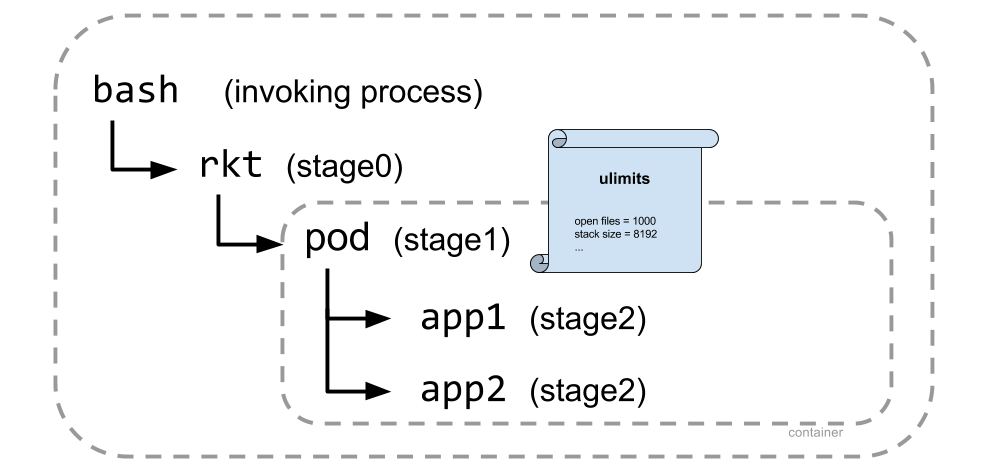 bash (invoking process)
rkt (stage0)
ulimits
open files = 1000
stack size = 8192
...
pod (stage1)
app1 (stage2)
app2 (stage2)
container